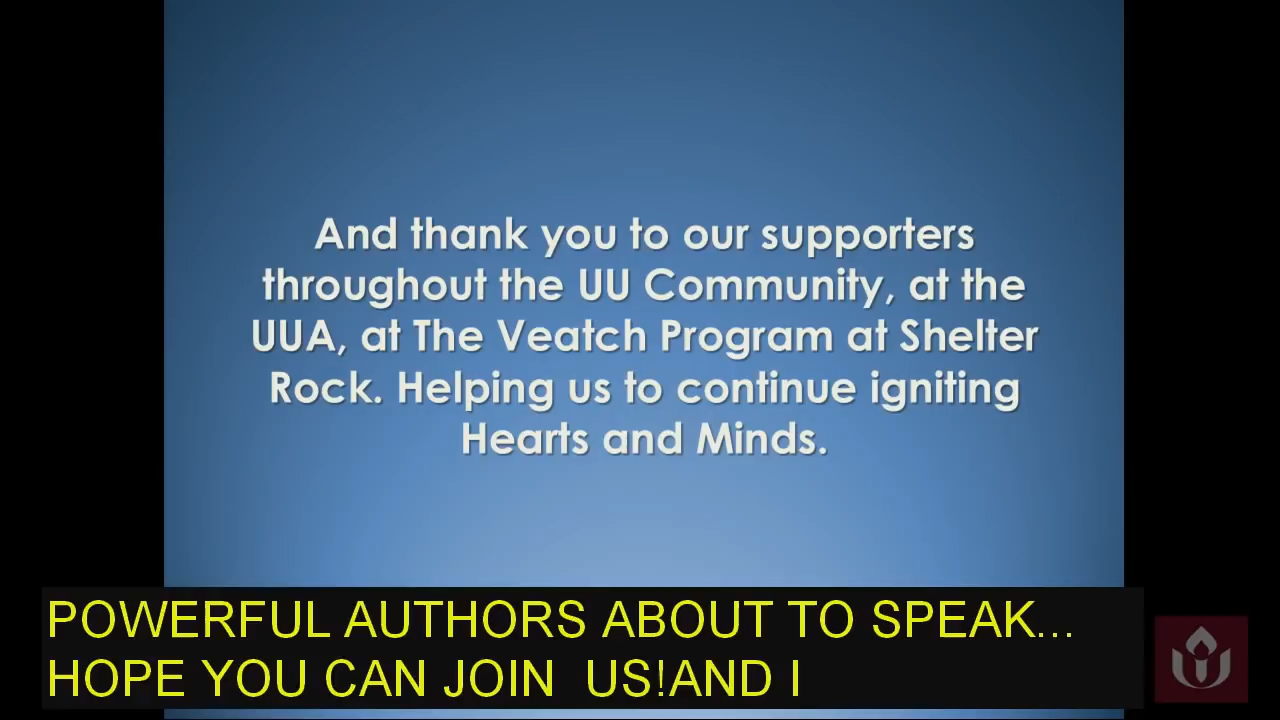 And thank you to our supporters
throughout the UU Community, at the
UUA, at The Veatch Program at Shelter
Rock. Helping us to continue igniting
Hearts and Minds.
POWERFUL AUTHORS ABOUT TO SPEAK...
HOPE YOU CAN JOIN  US!AND I